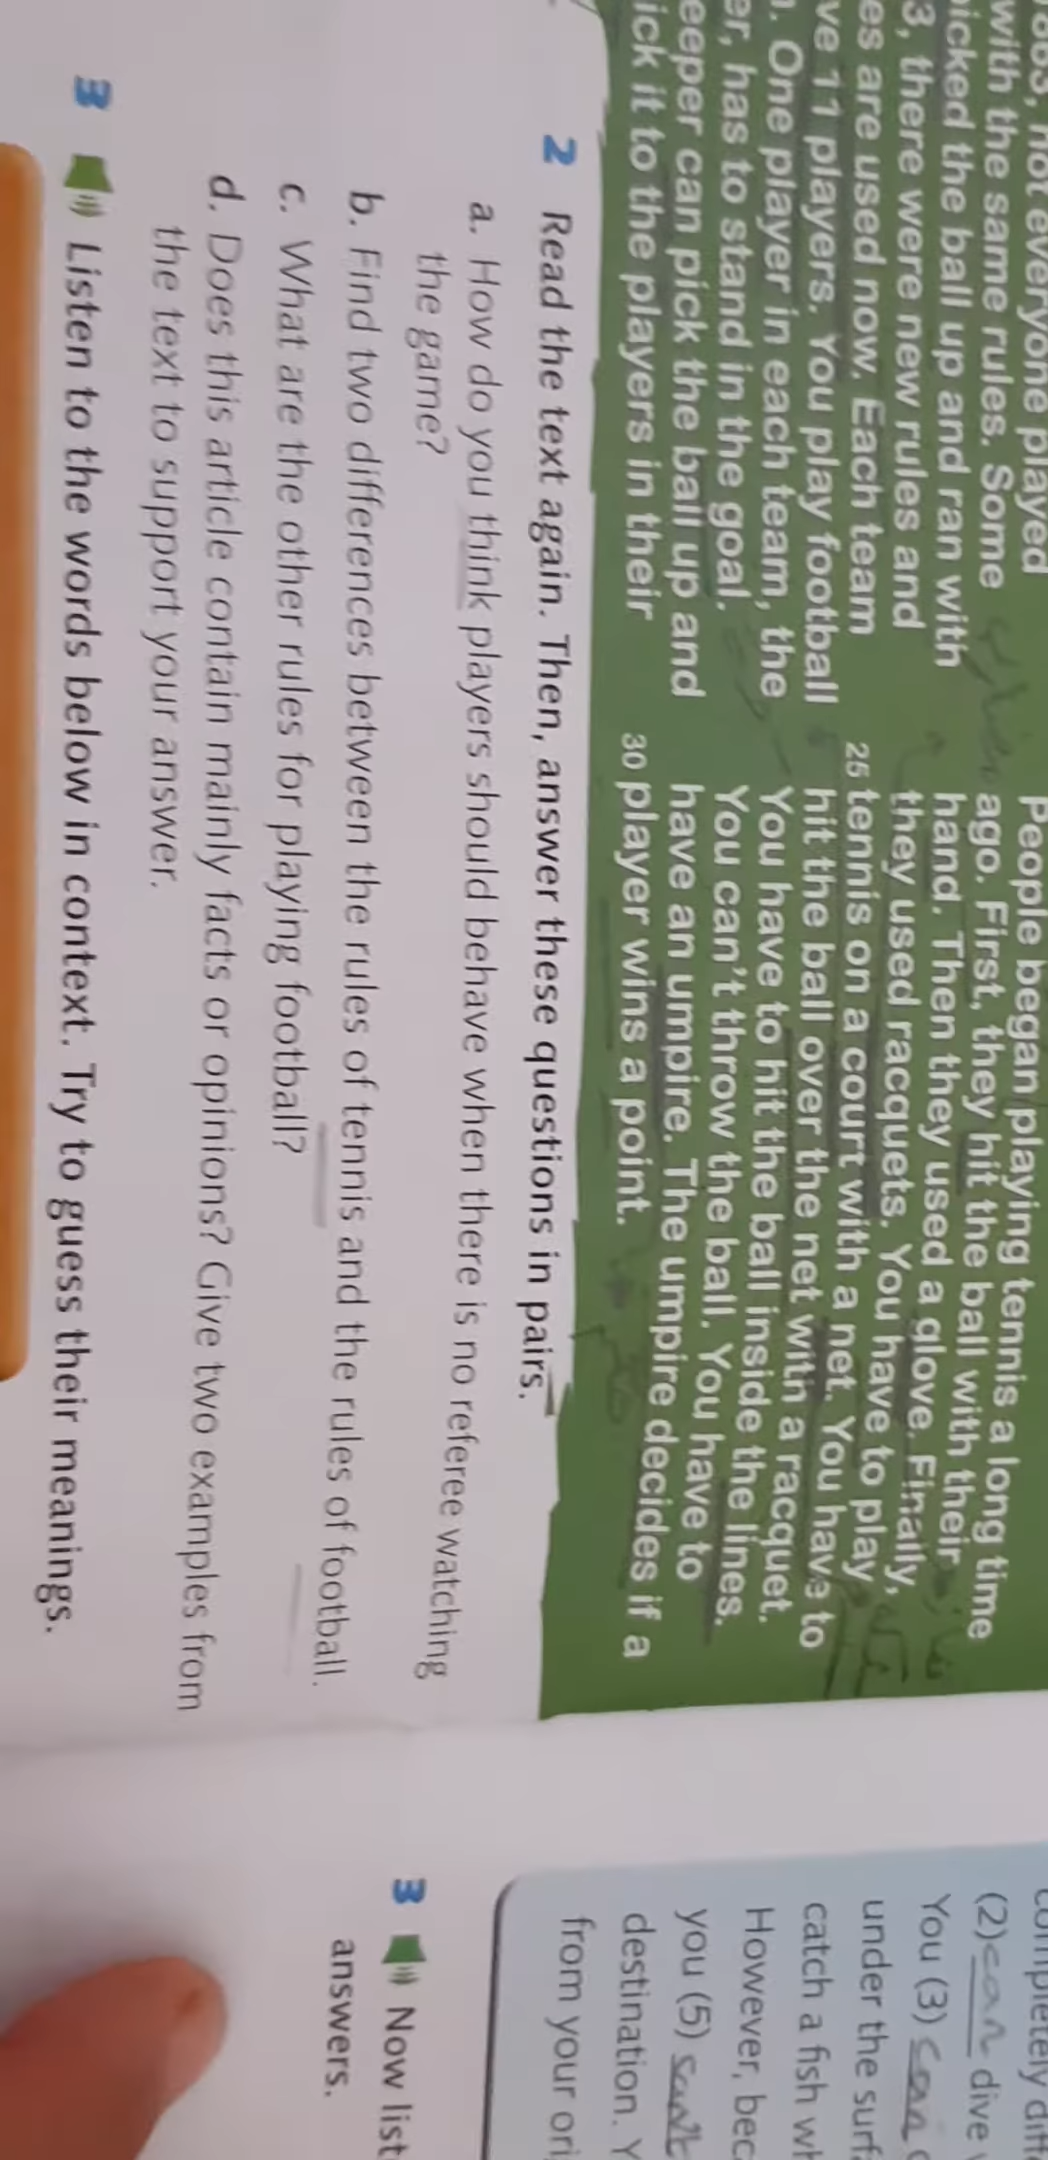 with the same rules. Some
picked the ball up and ran with
3, there were new rules and
es are used now. Each team
ve 11 players. You play football
. One player in each team, the
er, has to stand in the goal.
eeper can pick the ball up and
ick it to the players in their
People began playing tennis a long time
ago. First, they hit the ball with their
hand. Then they used a glove. Finally,
they used racquets. You have to play
25 tennis on a court with a net. You have to
hit the ball over the net with a racquet.
You have to hit the ball inside the lines.
You can't throw the ball. You have to
have an umpire. The umpire decides if a
30 player wins a point.
2 Read the text again. Then, answer these questions in pairs.
a. How do you think players should behave when there is no referee watching
the game?
b. Find two differences between the rules of tennis and the rules of football.
c. What are the other rules for playing football?
d. Does this article contain mainly facts or opinions? Give two examples from
the text to support your answer.
3 Listen to the words below in context. Try to guess their meanings.
(2) can dive
You (3) can
under the surf
catch a fish wh
However, bec
you (5)
destination. Y
from your ori
3 Now list
answers.